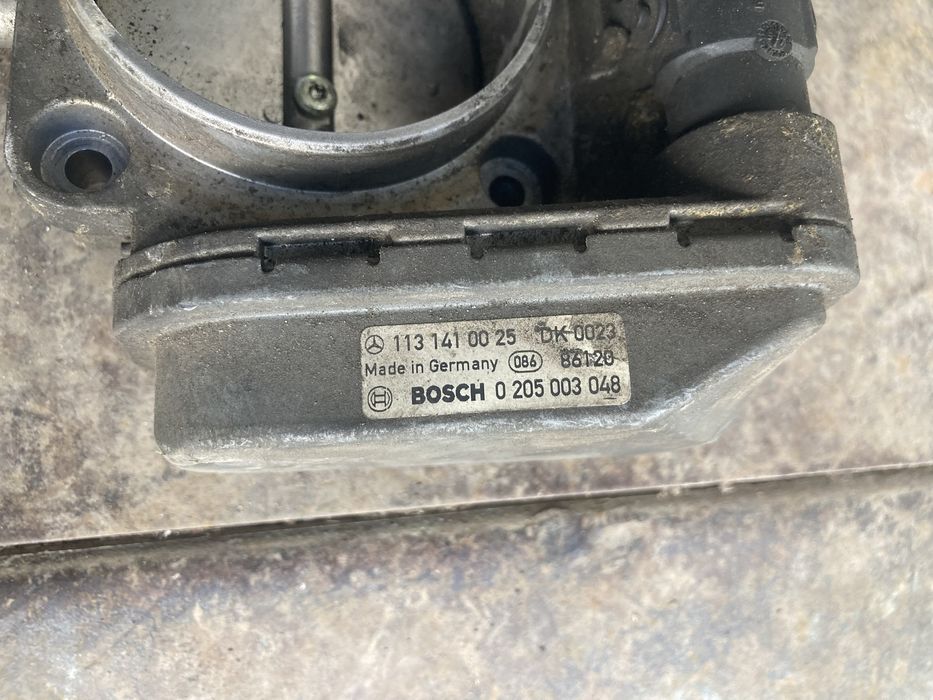 113 141 00 25 DK 0023
Made in Germany 086 86120
BOSCH 0 205 003 048